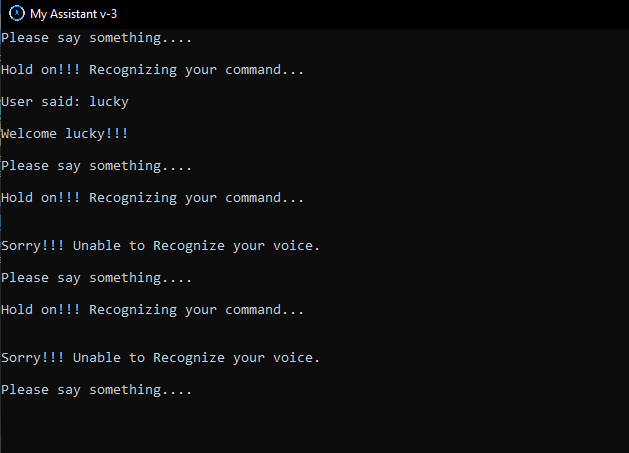 My Assistant v-3
Please say something....
Hold on!!! Recognizing your command...
User said: lucky
Welcome lucky!!!
Please say something....
Hold on!!! Recognizing your command...
Sorry!!! Unable to Recognize your voice.
Please say something....
Hold on!!! Recognizing your command...
Sorry!!! Unable to Recognize your voice.
Please say something....